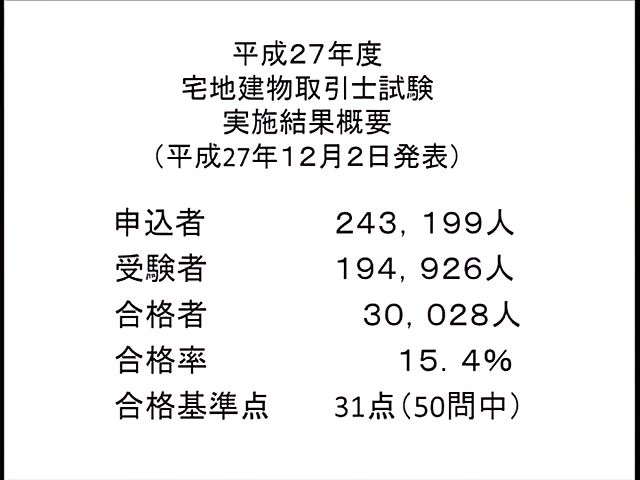 平成２７年度
宅地建物取引士試験
実施結果概要
（平成27年１２月２日発表）
申込者 ２４３，１９９人
受験者 １９４，９２６人
合格者 ３０，０２８人
合格率 １５．４％
合格基準点 31点（50問中）